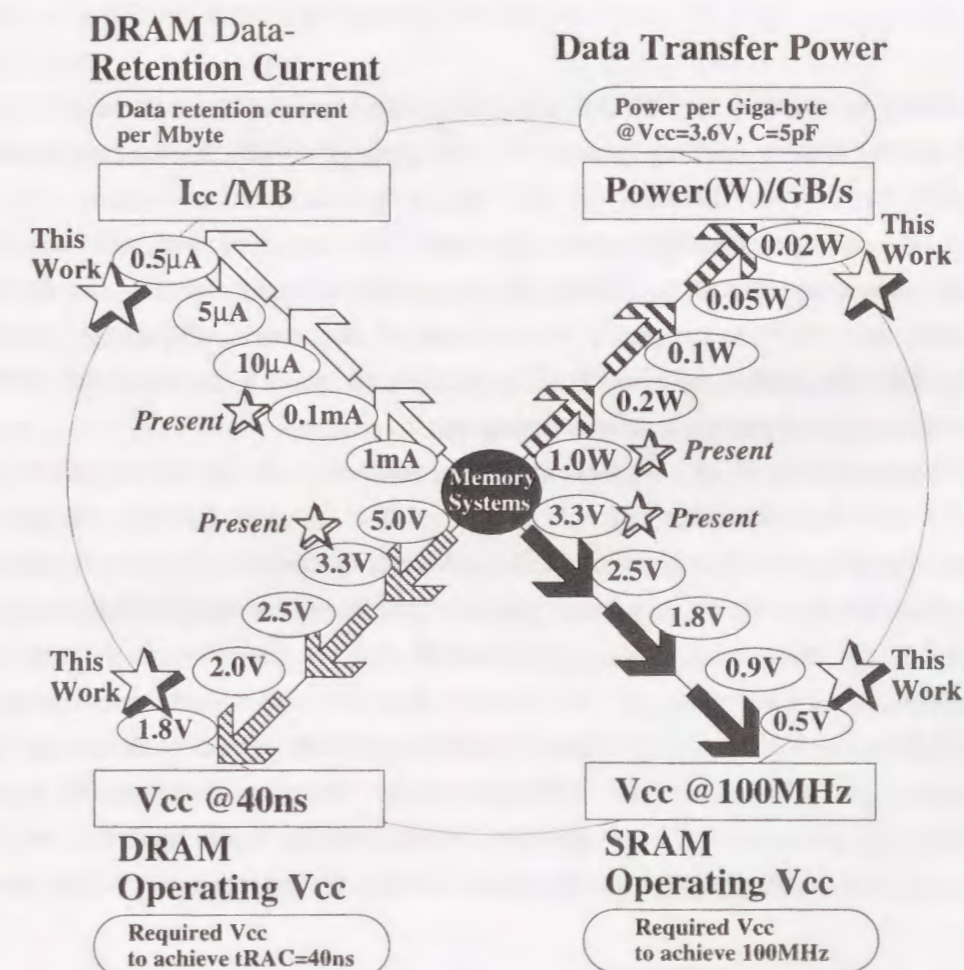 DRAM Data-
Retention Current
Data retention current
per Mbyte
Icc /MB
This
Work
0.5μA
5μA
10μA
Present
0.1mA
1mA
Data Transfer Power
Power per Giga-byte
@Vcc=3.6V, C=5pF
Power(W)/GB/s
This
Work
0.02W
0.05W
0.1W
0.2W
1.0W
Present
Memory
Systems
Present
5.0V
3.3V
2.5V
This
Work
2.0V
1.8V
Vcc @40ns
DRAM
Operating Vcc
Required Vcc
to achieve tRAC=40ns
3.3V
Present
2.5V
1.8V
0.9V
This
Work
0.5V
Vcc @100MHz
SRAM
Operating Vcc
Required Vcc
to achieve 100MHz